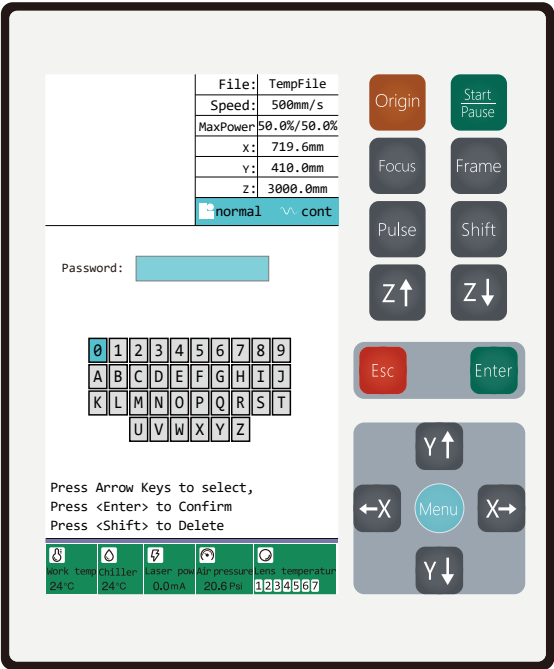 File: TempFile
Speed: 500mm/s
MaxPower 50.0%/50.0%
X: 719.6mm
Y: 410.0mm
Z: 3000.0mm
normal cont
Password:
0 1 2 3 4 5 6 7 8 9
A B C D E F G H I J
K L M N O P Q R S T
U V W X Y Z
Press Arrow Keys to select,
Press <Enter> to Confirm
Press <Shift> to Delete
Work temp Chiller Laser pow Air pressure Lens temperatur
24°C 24°C 0.0mA 20.6Psi 1 2 3 4 5 6 7
Origin Start
Pause
Focus Frame
Pulse Shift
Z↑ Z↓
Esc Enter
Y↑
←X Menu X→
Y↓